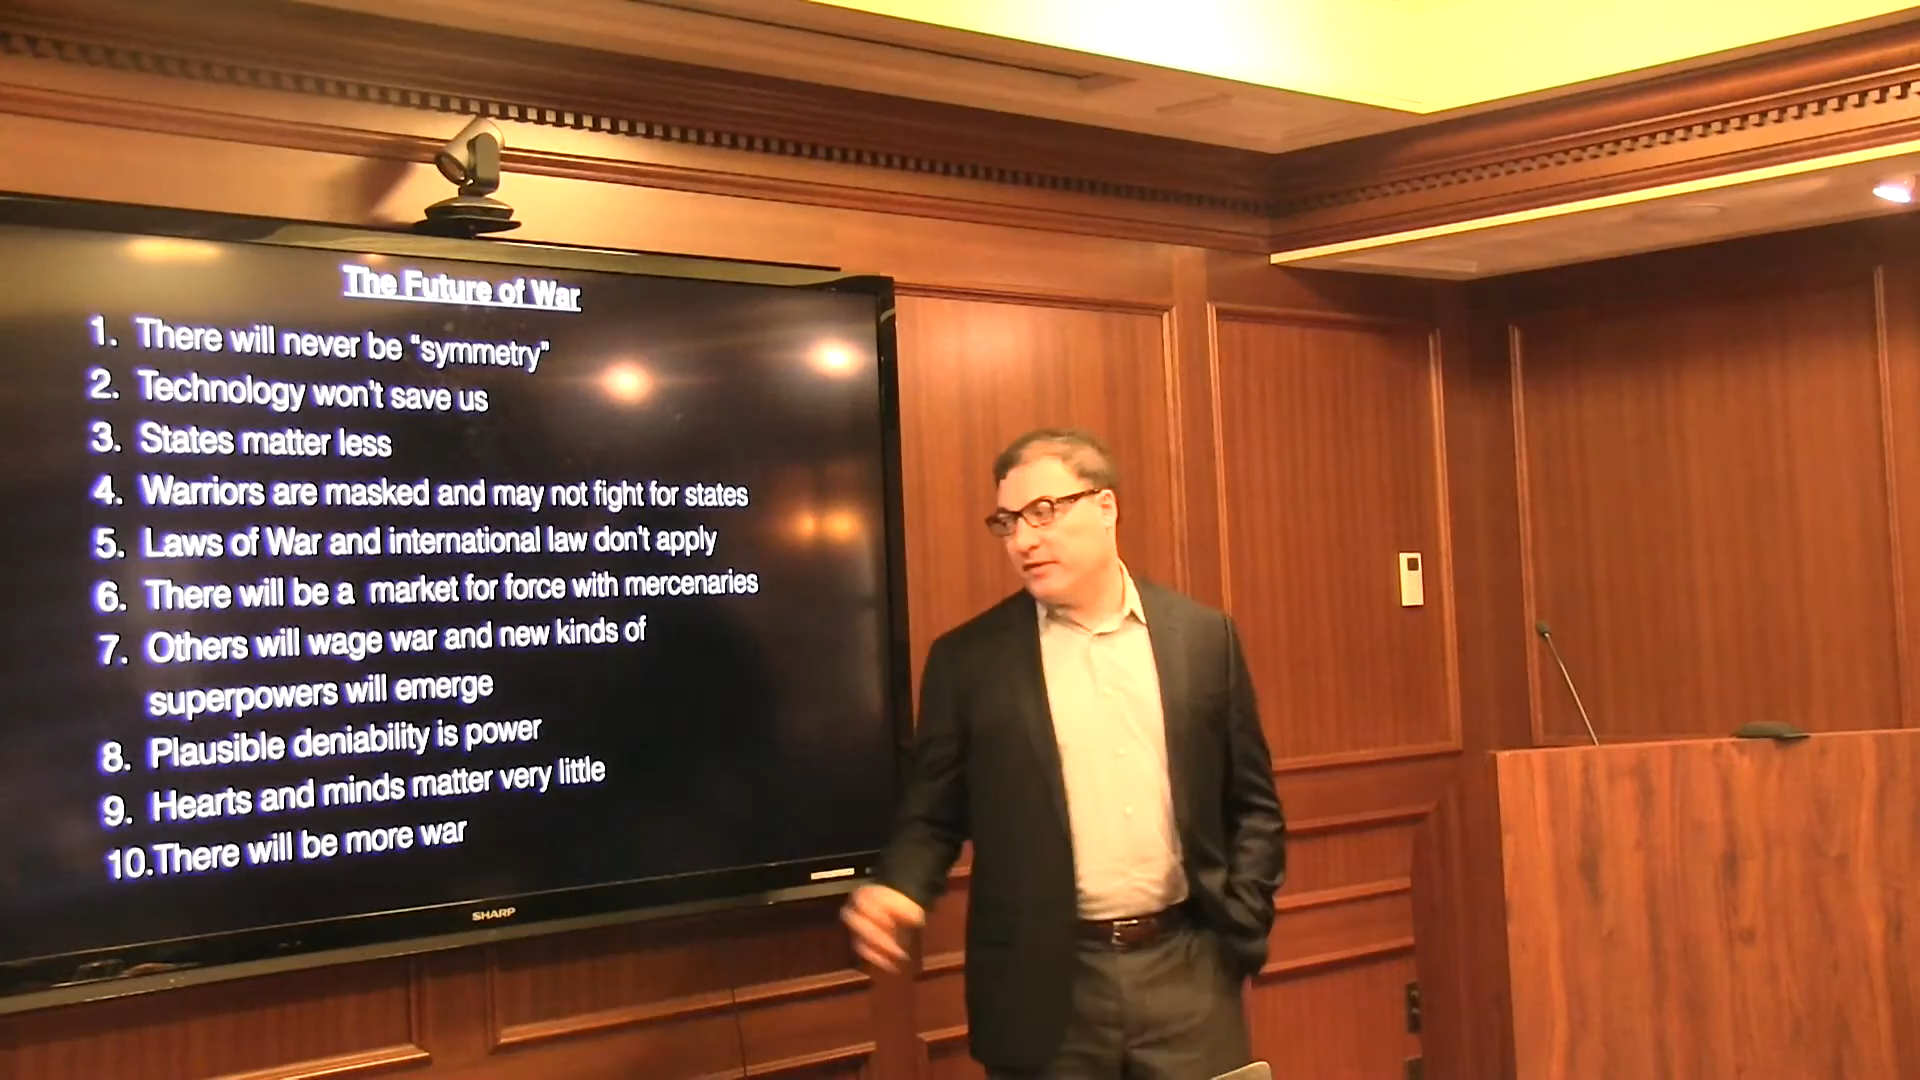 The Future of War
1. There will never be “symmetry”
2. Technology won't save us
3. States matter less
4. Warriors are masked and may not fight for states
5. Laws of War and international law don't apply
6. There will be a market for force with mercenaries
7. Others will wage war and new kinds of
superpowers will emerge
8. Plausible deniability is power
9. Hearts and minds matter very little
10.There will be more war
SHARP